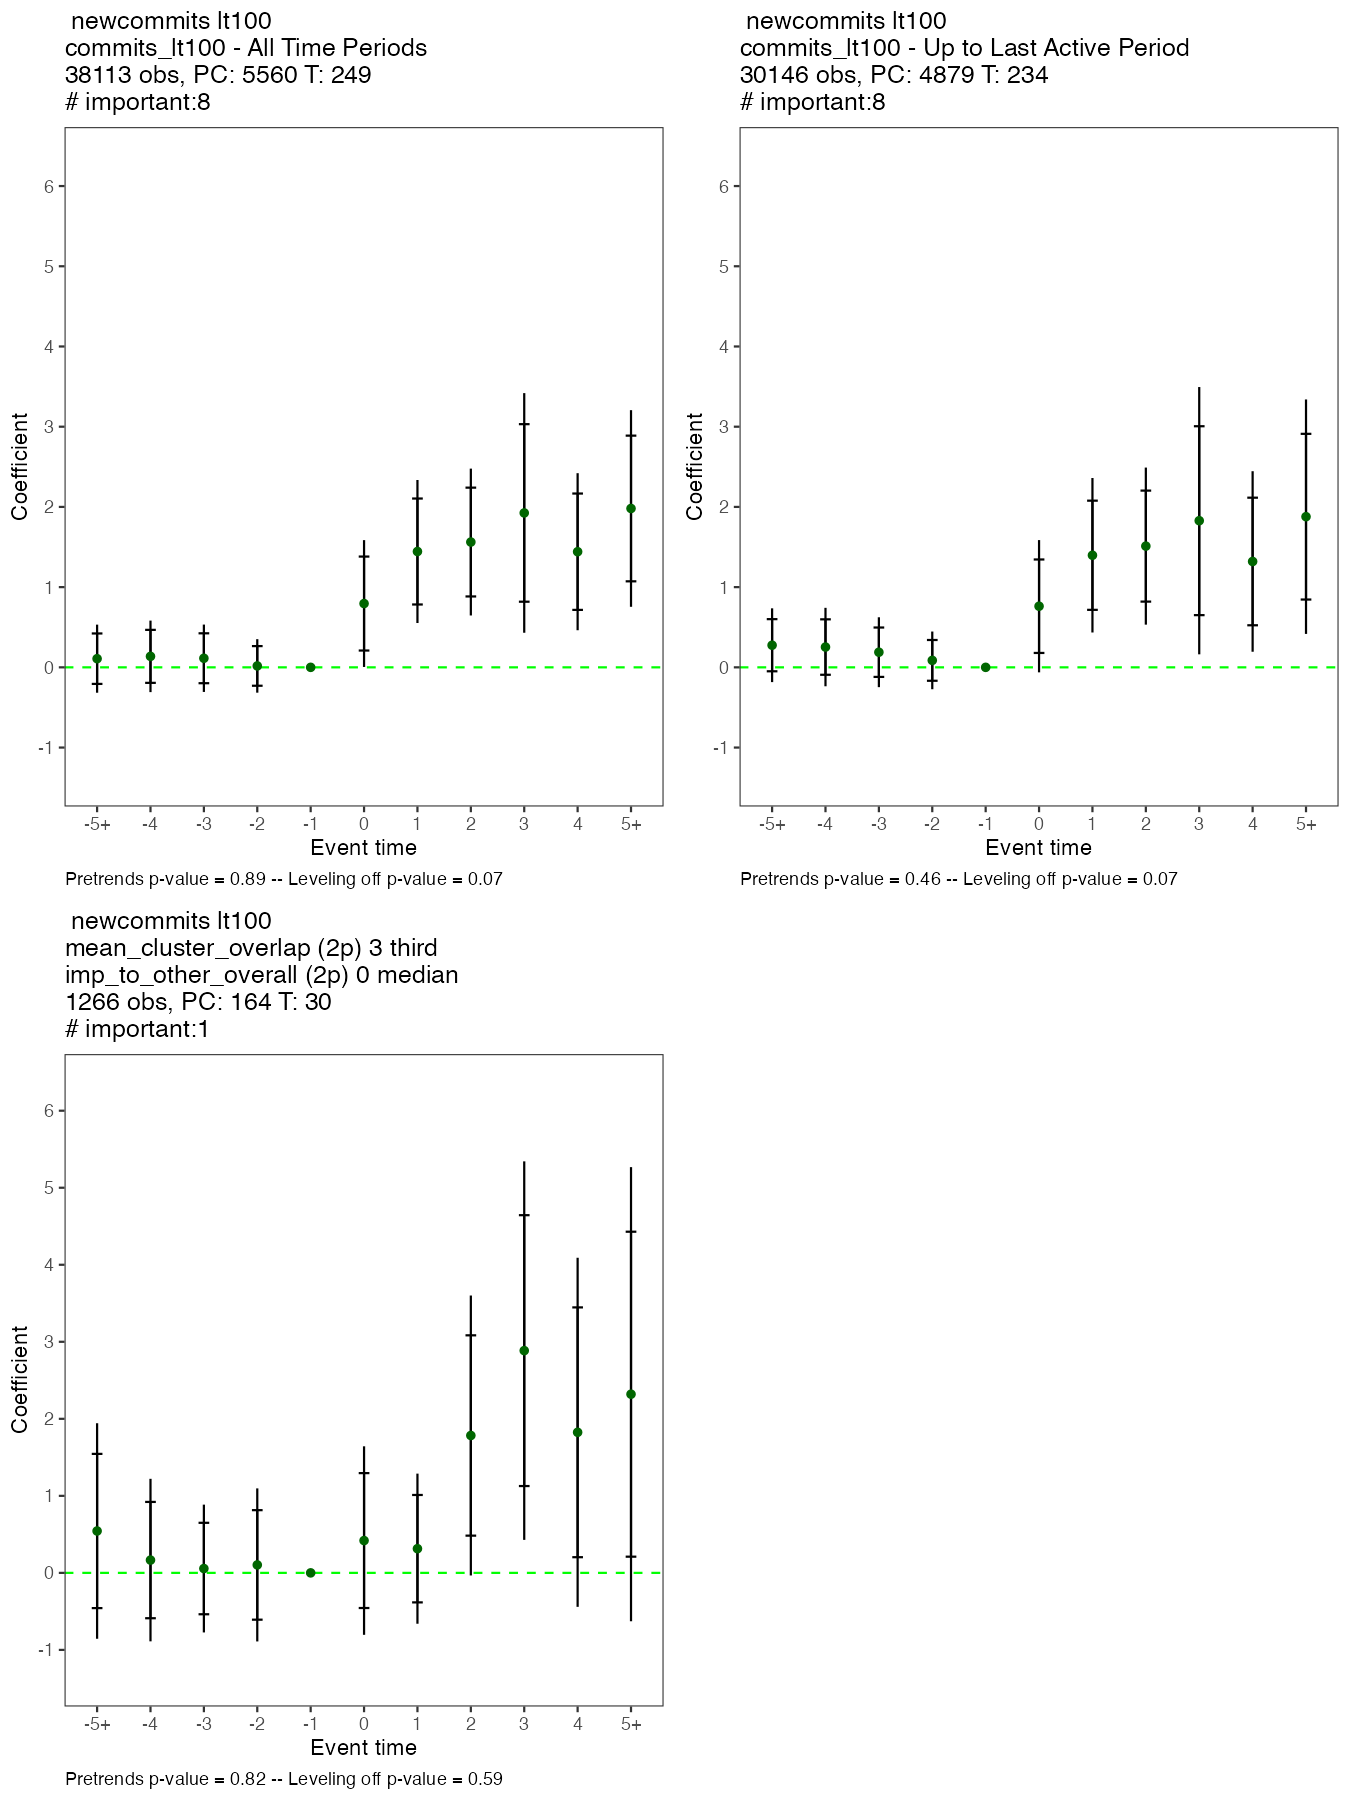 newcommits lt100
commits_lt100 - All Time Periods
38113 obs, PC: 5560 T: 249
# important:8
6
5
4
3
2
1
0
-1
Coefficient
-5+ -4 -3 -2 -1 0 1 2 3 4 5+
Event time
Pretrends p-value = 0.89 -- Leveling off p-value = 0.07
newcommits lt100
commits_lt100 - Up to Last Active Period
30146 obs, PC: 4879 T: 234
# important:8
6
5
4
3
2
1
0
-1
Coefficient
-5+ -4 -3 -2 -1 0 1 2 3 4 5+
Event time
Pretrends p-value = 0.46 -- Leveling off p-value = 0.07
newcommits lt100
mean_cluster_overlap (2p) 3 third
imp_to_other_overall (2p) 0 median
1266 obs, PC: 164 T: 30
# important:1
6
5
4
3
2
1
0
-1
Coefficient
-5+ -4 -3 -2 -1 0 1 2 3 4 5+
Event time
Pretrends p-value = 0.82 -- Leveling off p-value = 0.59